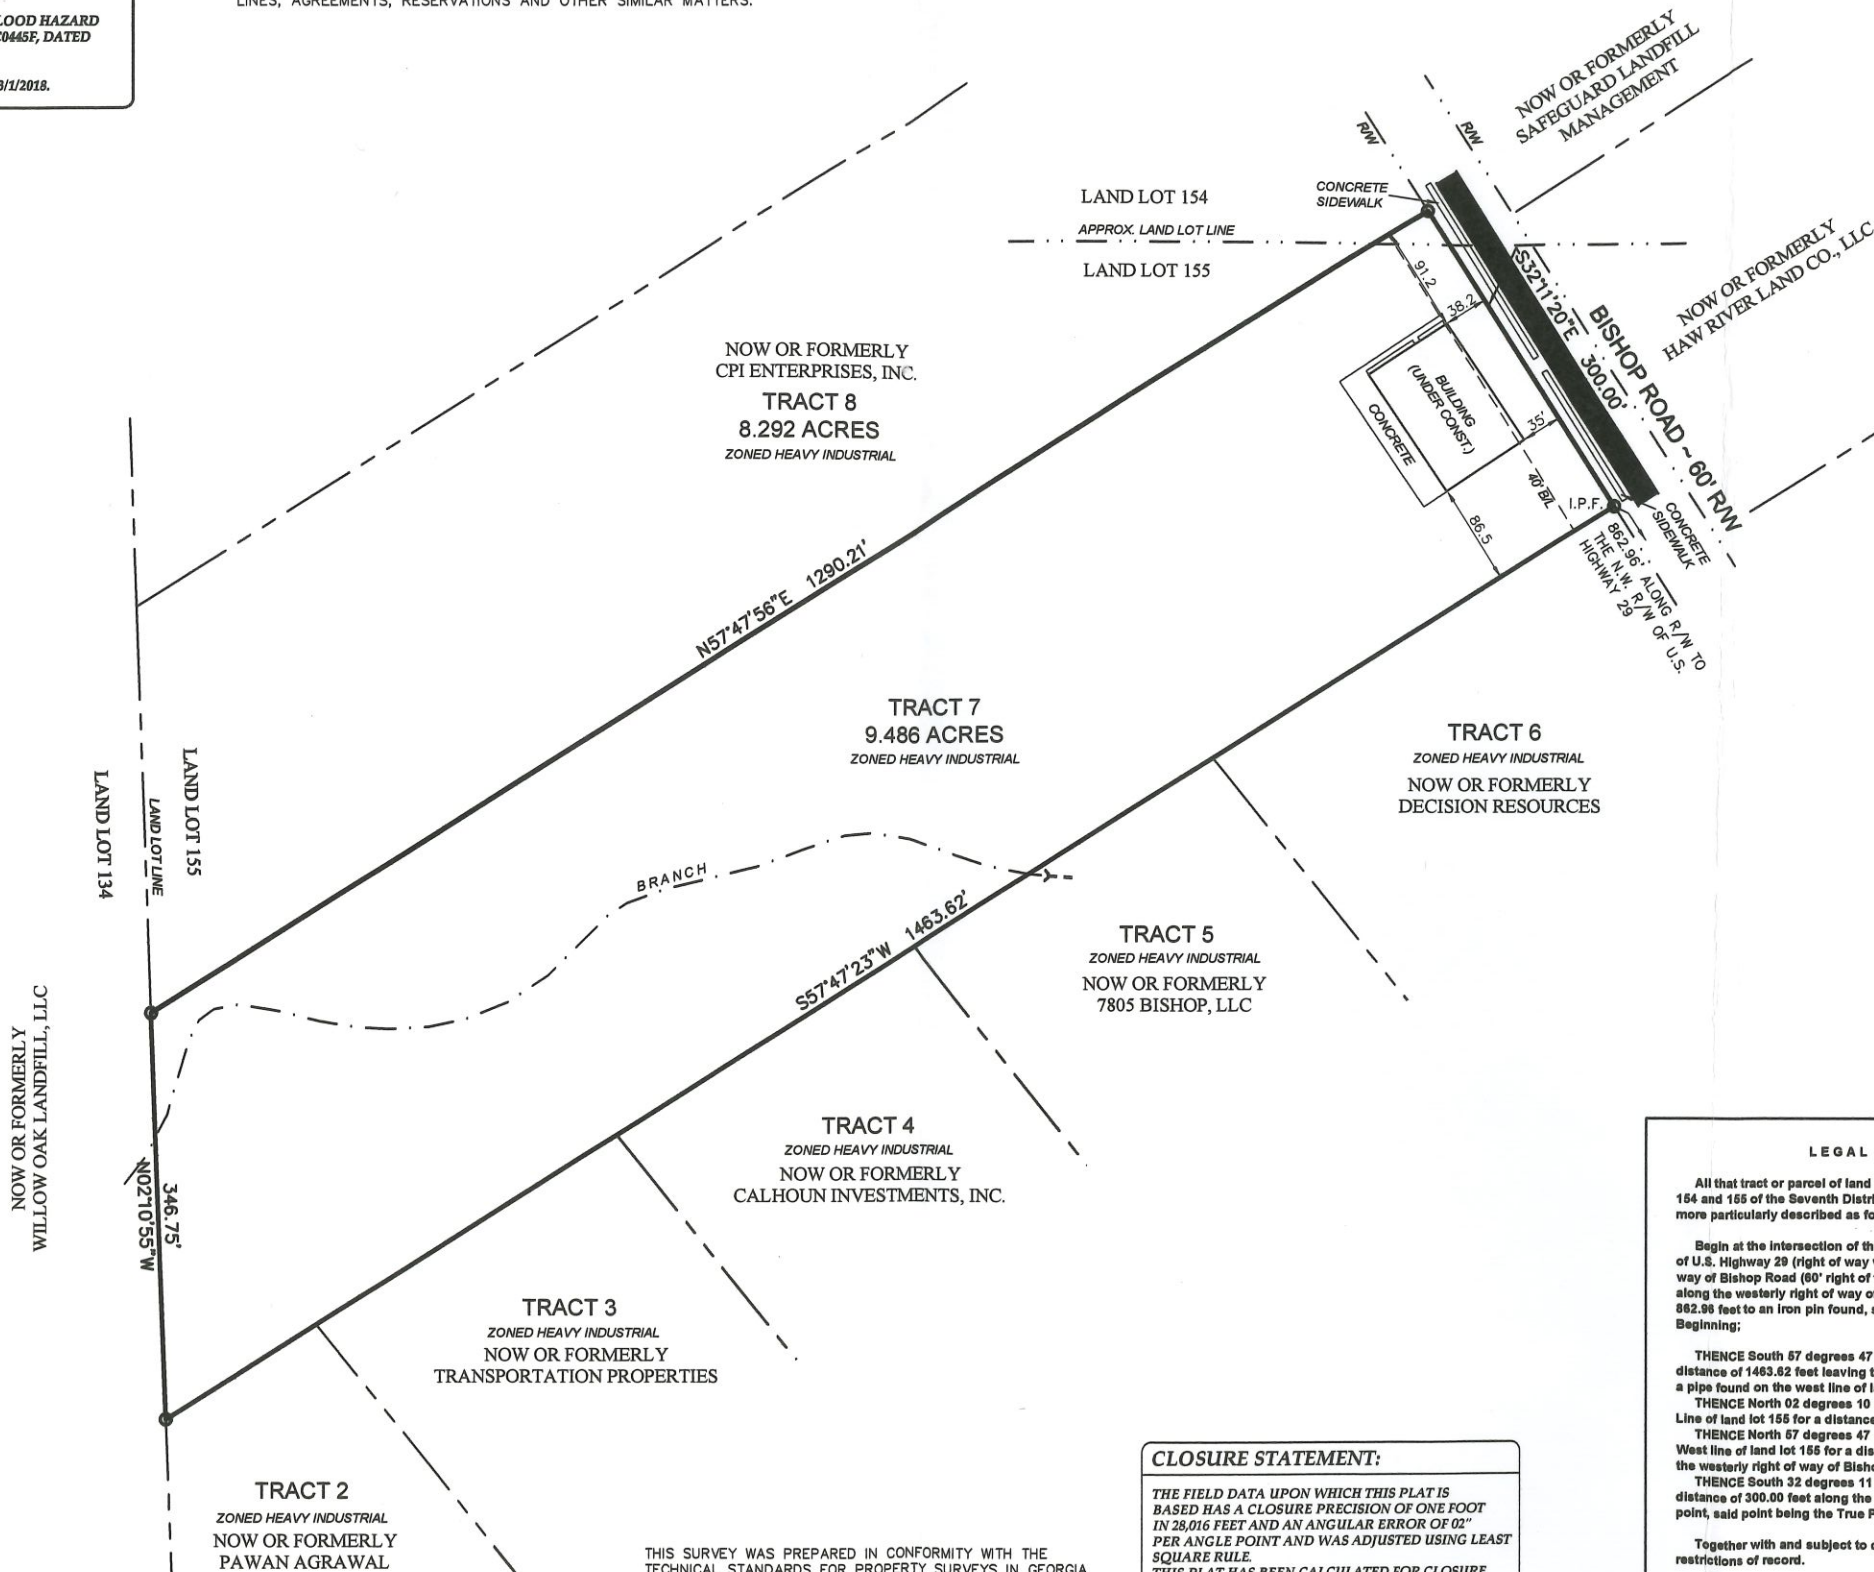 LINES, AGREEMENTS, RESERVATIONS AND OTHER SIMILAR MATTERS.
LOOD HAZARD
0445F, DATED
/1/2018.
NOW OR FORMERLY
SAFEGUARD LANDFILL
MANAGEMENT
R/W
R/W
CONCRETE
SIDEWALK
LAND LOT 154
APPROX. LAND LOT LINE
LAND LOT 155
NOW OR FORMERLY
HAW RIVER LAND CO., LLC
S32°11'20"E 300.00'
BISHOP ROAD ~ 60' R/W
91.2
38.2
BUILDING
(UNDER CONST.)
CONCRETE
35'
40' B/L
86.5
I.P.F.
CONCRETE
SIDEWALK
862.96' ALONG R/W TO
THE N.W. R/W OF U.S.
HIGHWAY 29
NOW OR FORMERLY
CPI ENTERPRISES, INC.
TRACT 8
8.292 ACRES
ZONED HEAVY INDUSTRIAL
N57°47'56"E 1290.21'
TRACT 7
9.486 ACRES
ZONED HEAVY INDUSTRIAL
TRACT 6
ZONED HEAVY INDUSTRIAL
NOW OR FORMERLY
DECISION RESOURCES
LAND LOT 134
LAND LOT LINE
LAND LOT 155
BRANCH
S57°47'23"W 1463.62'
TRACT 5
ZONED HEAVY INDUSTRIAL
NOW OR FORMERLY
7805 BISHOP, LLC
NOW OR FORMERLY
WILLOW OAK LANDFILL, LLC
346.75'
N02°10'55"W
TRACT 4
ZONED HEAVY INDUSTRIAL
NOW OR FORMERLY
CALHOUN INVESTMENTS, INC.
TRACT 3
ZONED HEAVY INDUSTRIAL
NOW OR FORMERLY
TRANSPORTATION PROPERTIES
TRACT 2
ZONED HEAVY INDUSTRIAL
NOW OR FORMERLY
PAWAN AGRAWAL
THIS SURVEY WAS PREPARED IN CONFORMITY WITH THE
TECHNICAL STANDARDS FOR PROPERTY SURVEYS IN GEORGIA
CLOSURE STATEMENT:
THE FIELD DATA UPON WHICH THIS PLAT IS
BASED HAS A CLOSURE PRECISION OF ONE FOOT
IN 28,016 FEET AND AN ANGULAR ERROR OF 02"
PER ANGLE POINT AND WAS ADJUSTED USING LEAST
SQUARE RULE.
THIS PLAT HAS BEEN CALCULATED FOR CLOSURE
LEGAL
All that tract or parcel of land
154 and 155 of the Seventh Distri
more particularly described as fo
Begin at the intersection of th
of U.S. Highway 29 (right of way
way of Bishop Road (60' right of
along the westerly right of way o
862.96 feet to an iron pin found, s
Beginning;
THENCE South 57 degrees 47
distance of 1463.62 feet leaving t
a pipe found on the west line of l
THENCE North 02 degrees 10
Line of land lot 155 for a distance
THENCE North 57 degrees 47
West line of land lot 155 for a dis
the westerly right of way of Bisho
THENCE South 32 degrees 11
distance of 300.00 feet along the
point, said point being the True P
Together with and subject to
restrictions of record.